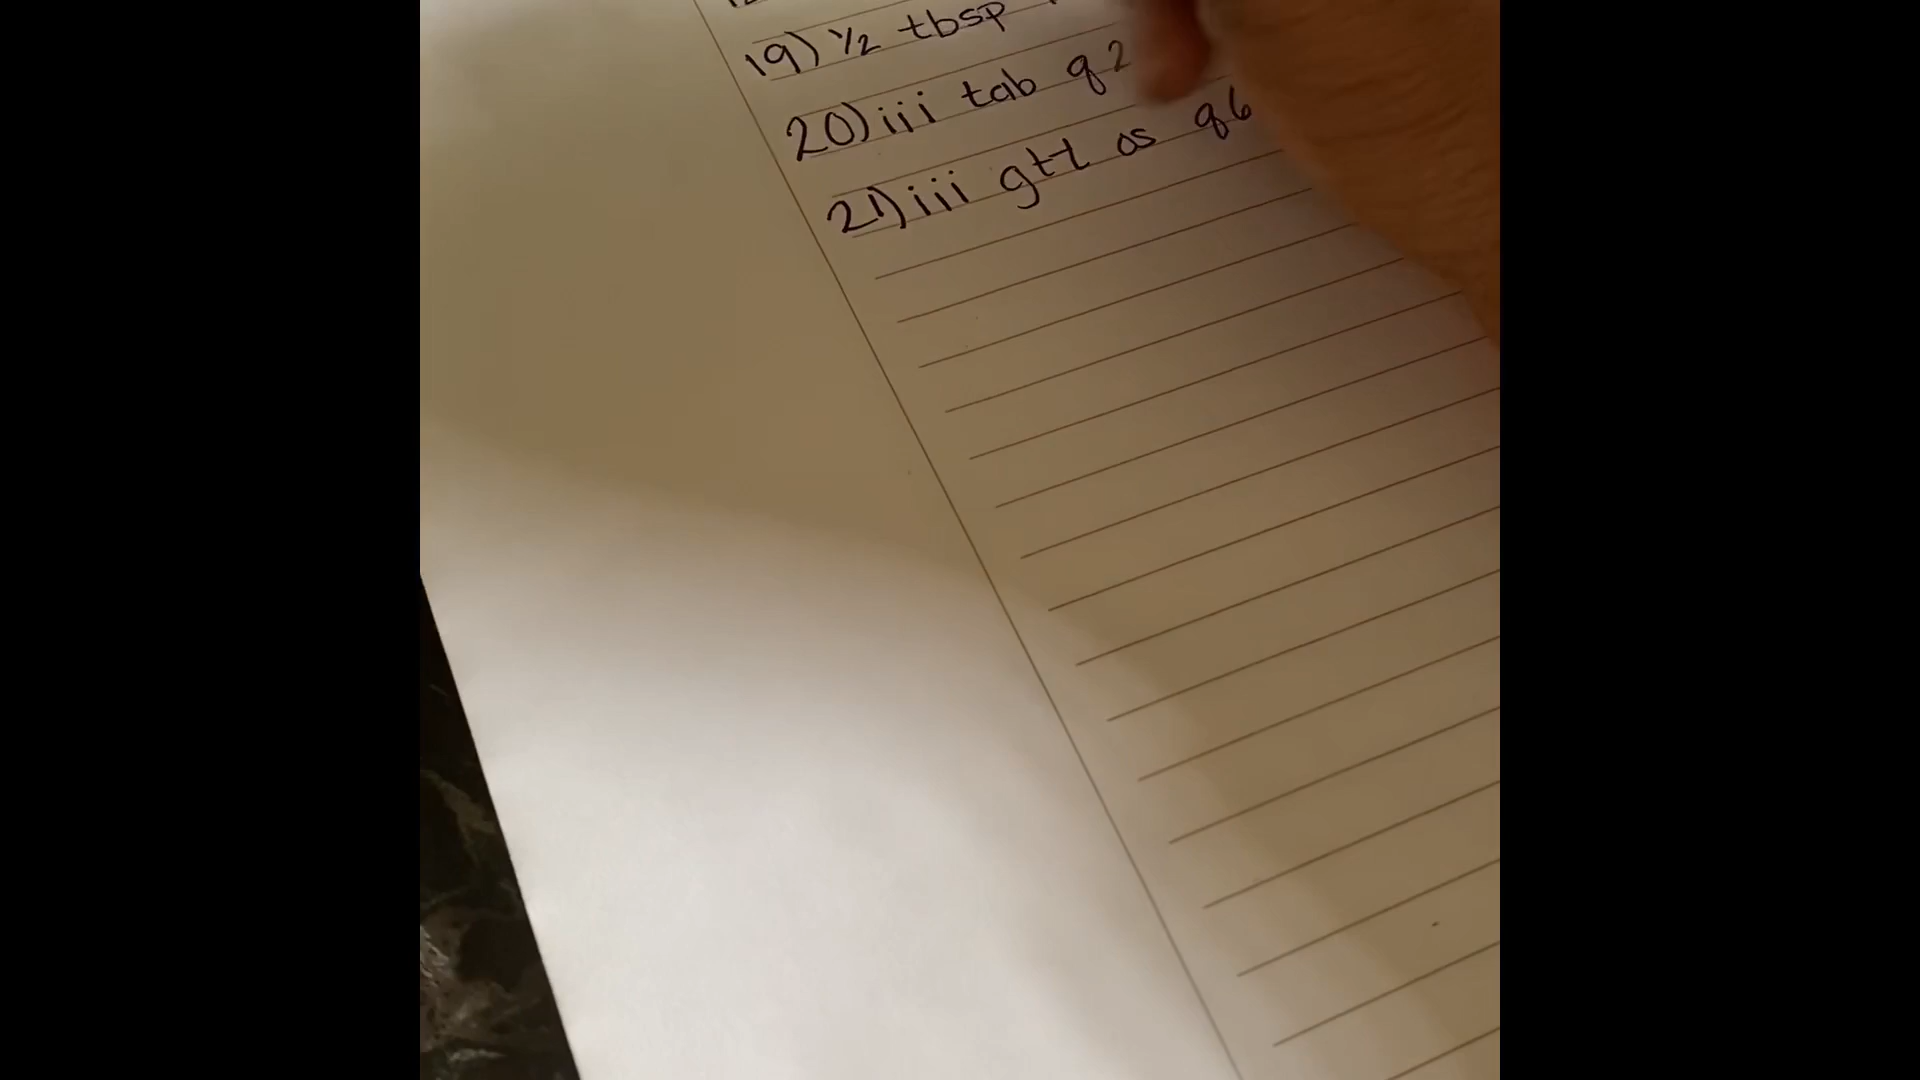 19) ½ tbsp
20) iii tab q2
21) iii gtt os q6